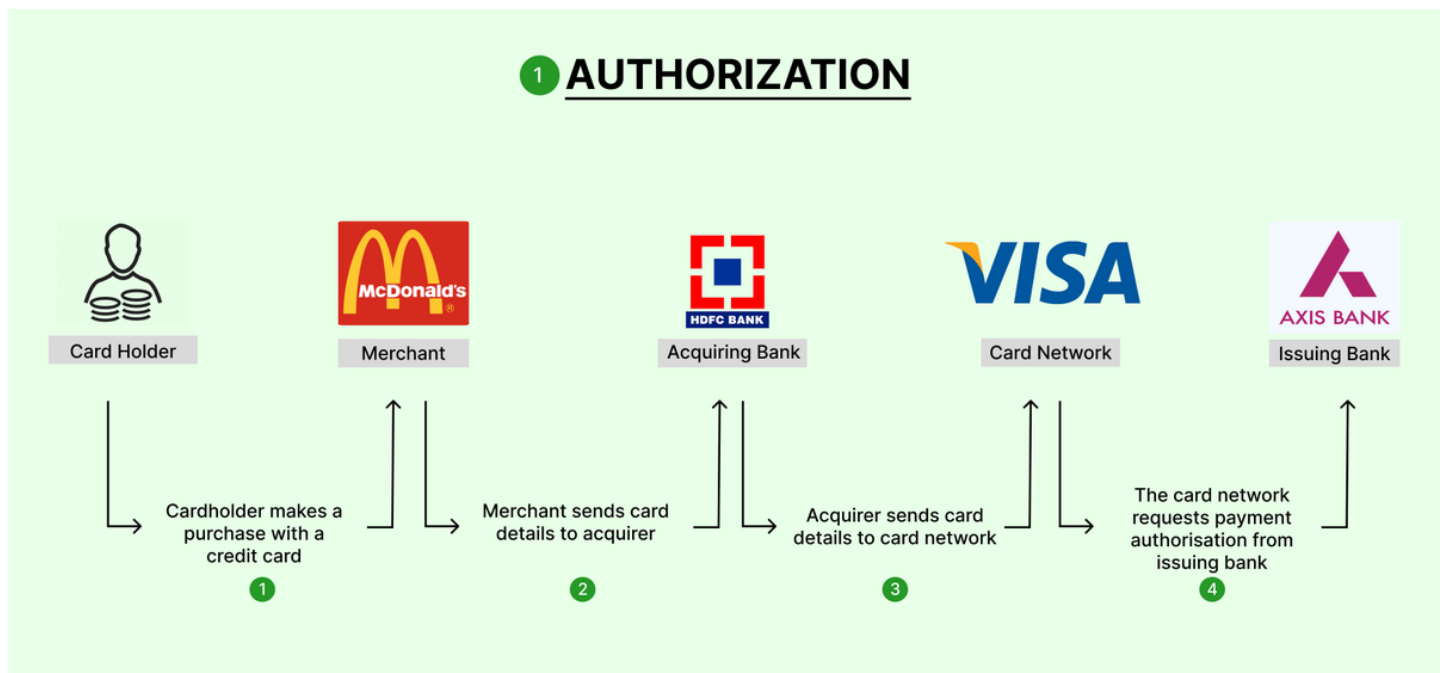 1 AUTHORIZATION
McDonald's
®
HDFC BANK
VISA
AXIS BANK
Card Holder
Merchant
Acquiring Bank
Card Network
Issuing Bank
Cardholder makes a
purchase with a
credit card
1
Merchant sends card
details to acquirer
2
Acquirer sends card
details to card network
3
The card network
requests payment
authorisation from
issuing bank
4